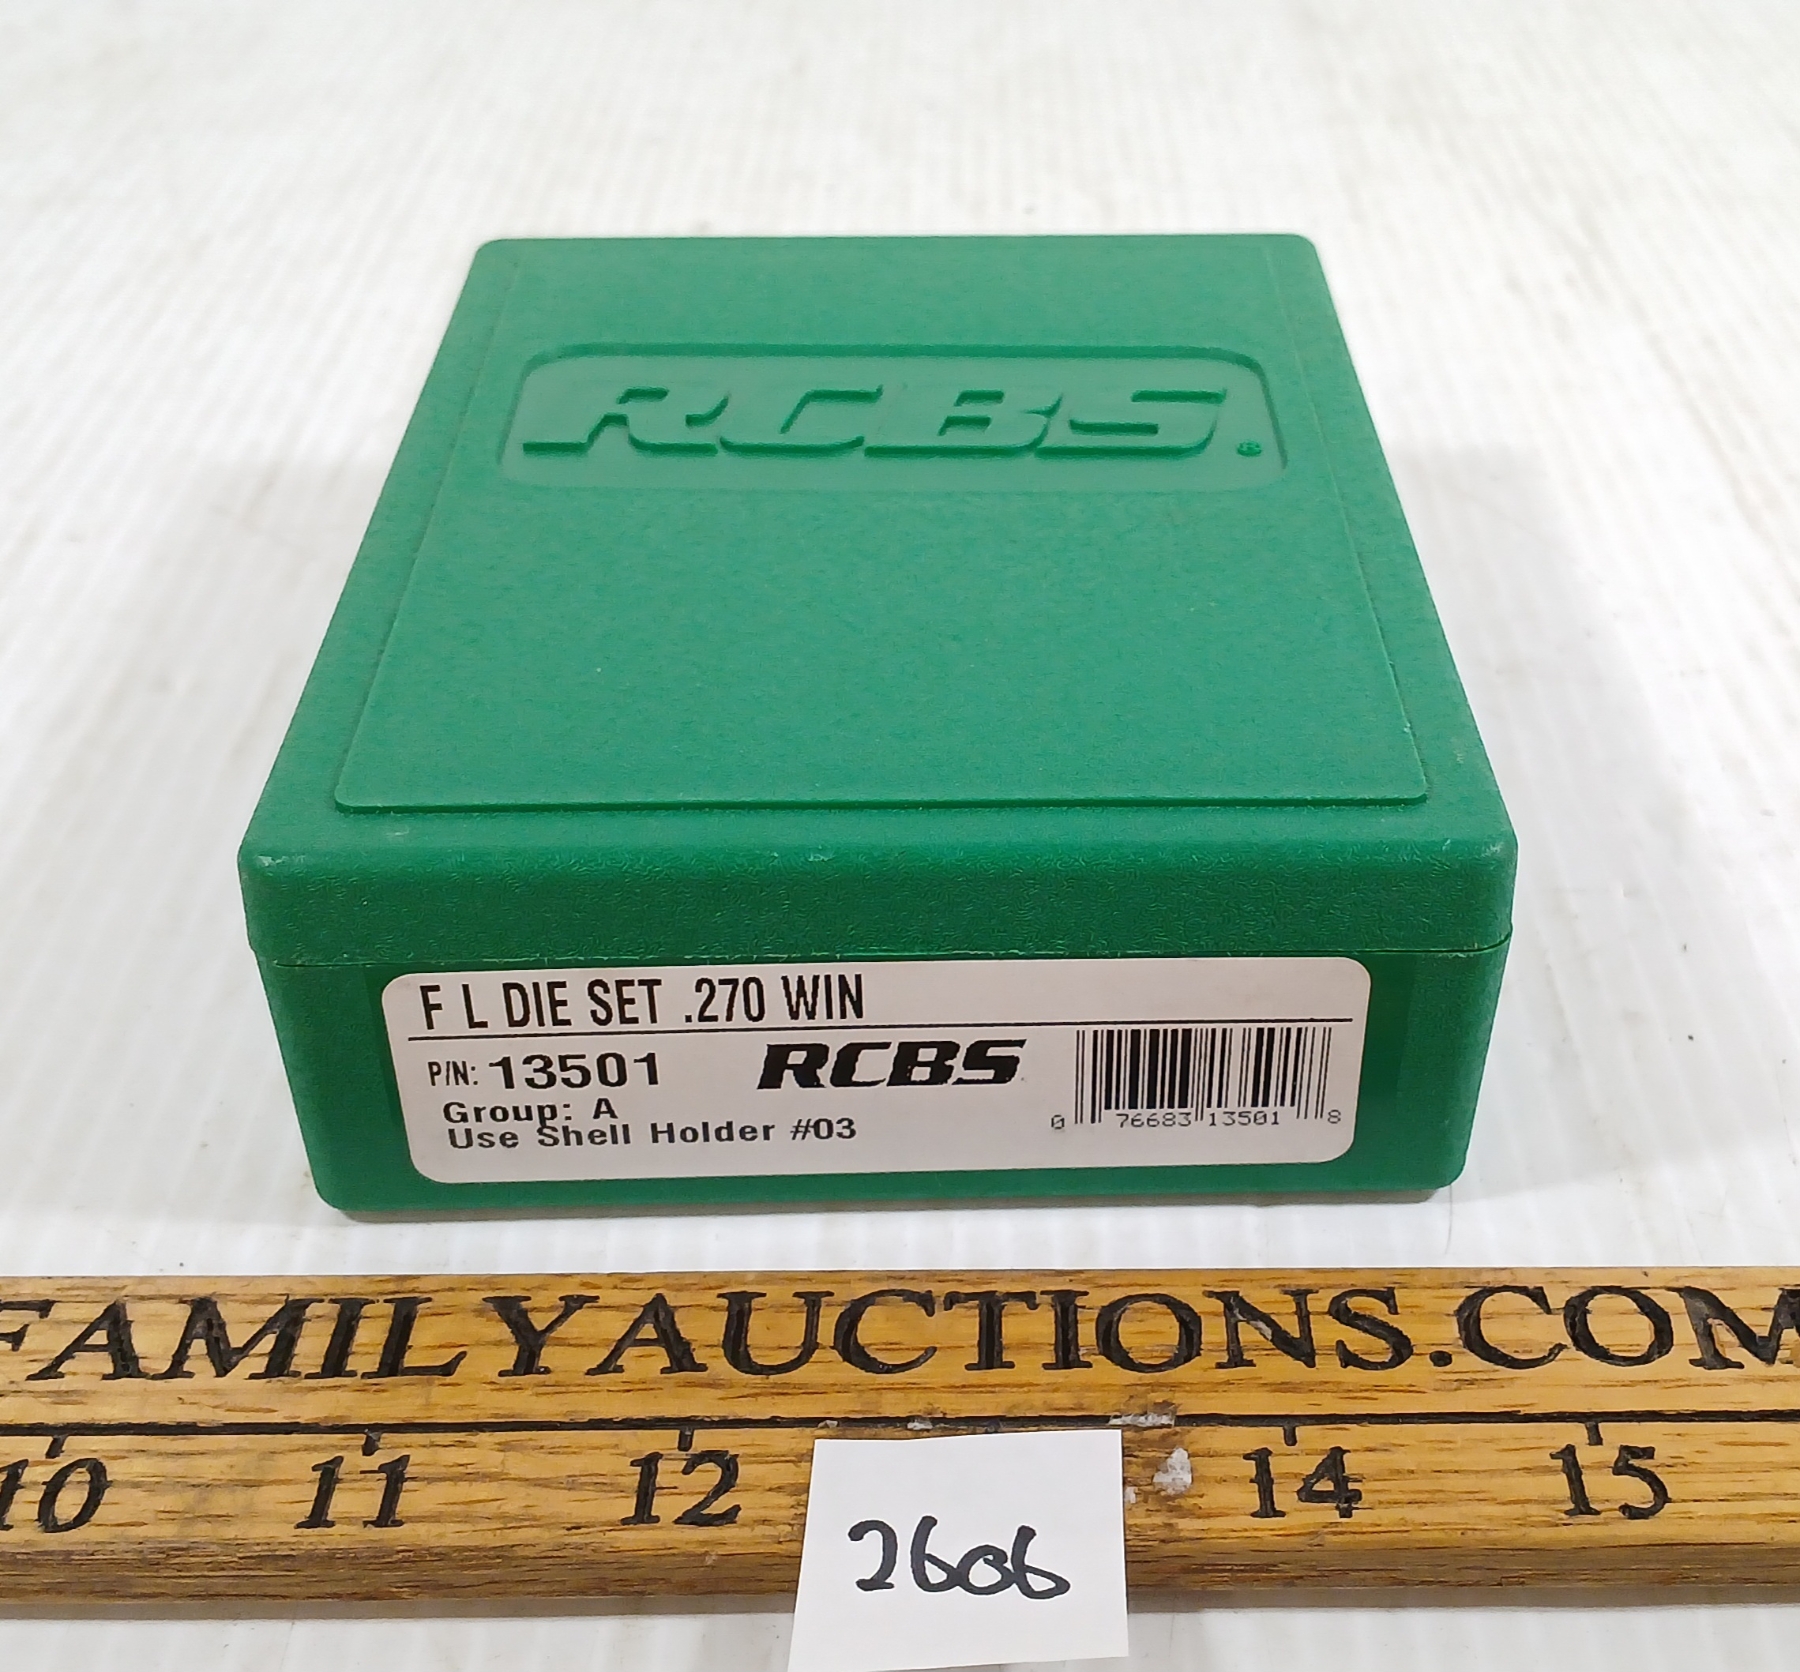 RCBS®
F L DIE SET .270 WIN
P/N: 13501 RCBS
Group: A
Use Shell Holder #03
0 76683 13501 8
FAMILYAUCTIONS.COM
10 11 12 14 15
2606